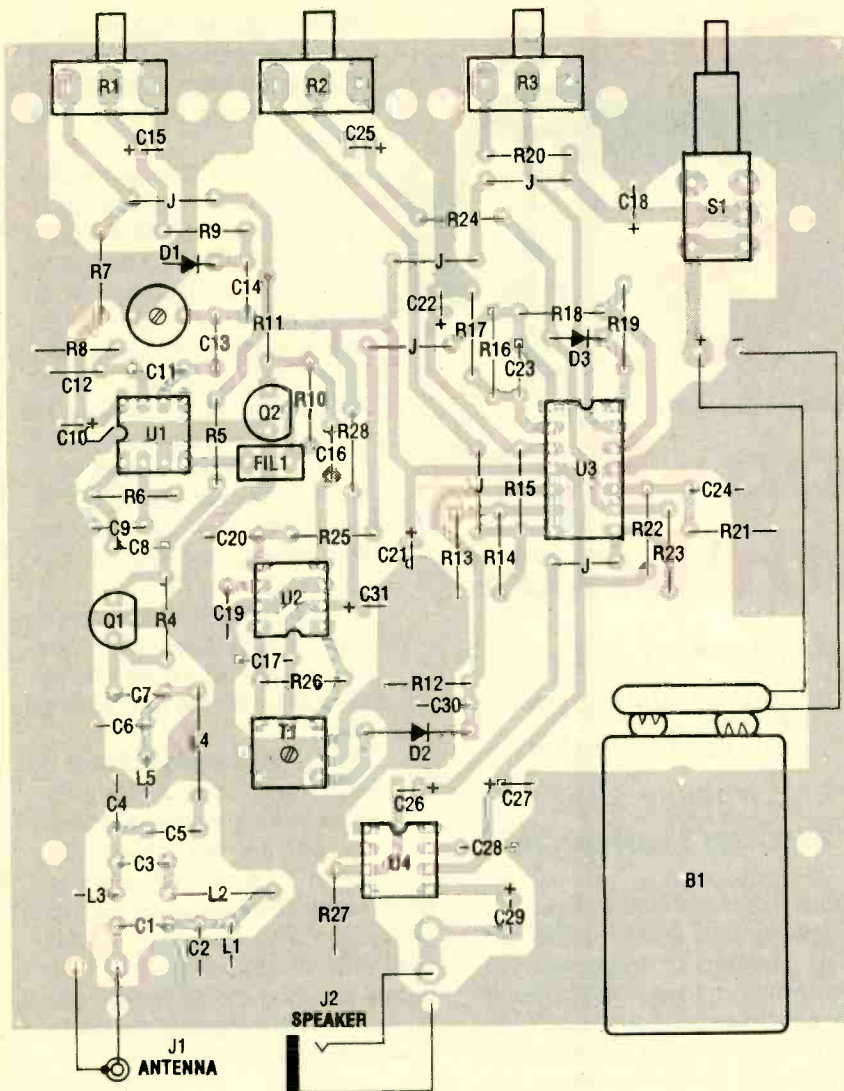 R1
R2
R3
C15
C25
R20
J
J
C18
S1
R9
R24
D1
R7
J
C14
C22
R18
R11
R17
R19
C13
R16
D3
R8
J
C23
C12
C11
R10
Q2
C10
U1
R5
R28
C16
FIL1
U3
J
R15
R6
C24
C9
R22
R21
C8
C20
R25
C21
R13
R14
R23
J
U2
C31
Q1
R4
C19
C17
R26
R12
C7
C30
C6
D2
L5
C4
C26
C27
C5
C3
U4
C28
B1
L3
L2
R27
C29
C1
C2
L1
J2
SPEAKER
J1
ANTENNA